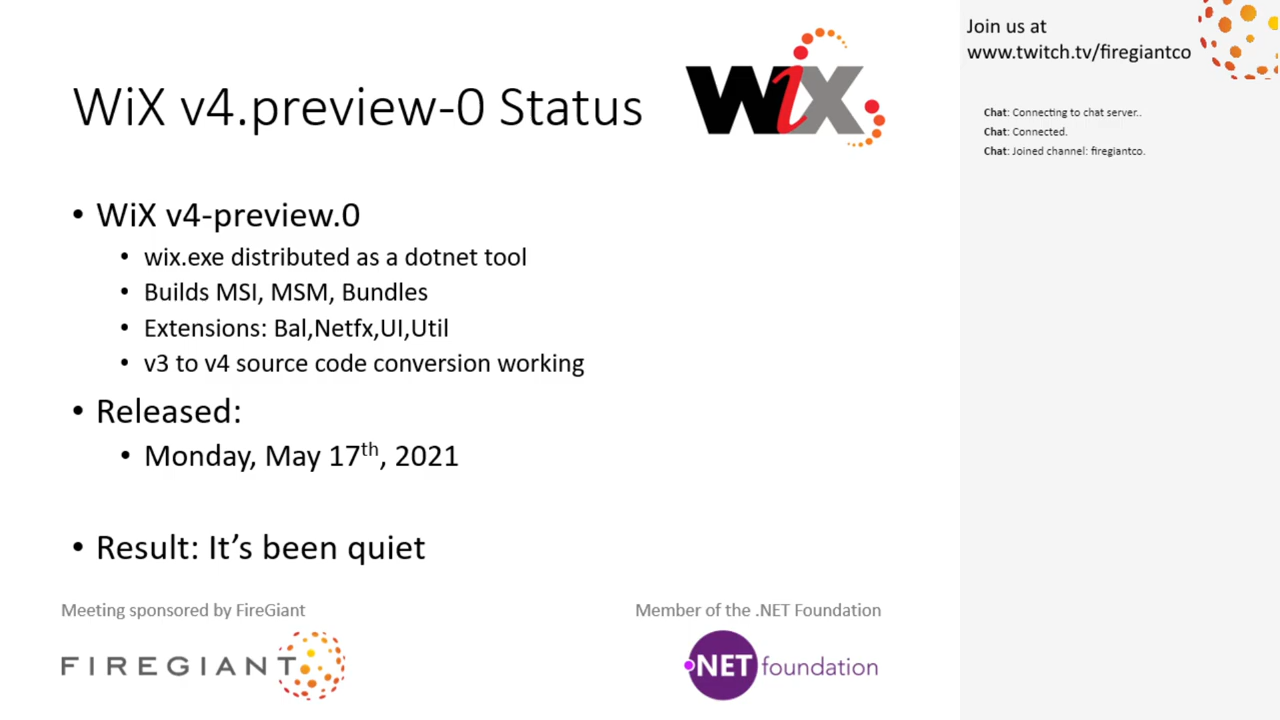 WiX v4.preview-0 Status
WiX
• WiX v4-preview.0
• wix.exe distributed as a dotnet tool
• Builds MSI, MSM, Bundles
• Extensions: Bal,Netfx,UI,Util
• v3 to v4 source code conversion working
• Released:
• Monday, May 17th, 2021
• Result: It’s been quiet
Meeting sponsored by FireGiant
FIREGIANT
Member of the .NET Foundation
.NET foundation
Join us at
www.twitch.tv/firegiantco
Chat: Connecting to chat server..
Chat: Connected.
Chat: Joined channel: firegiantco.